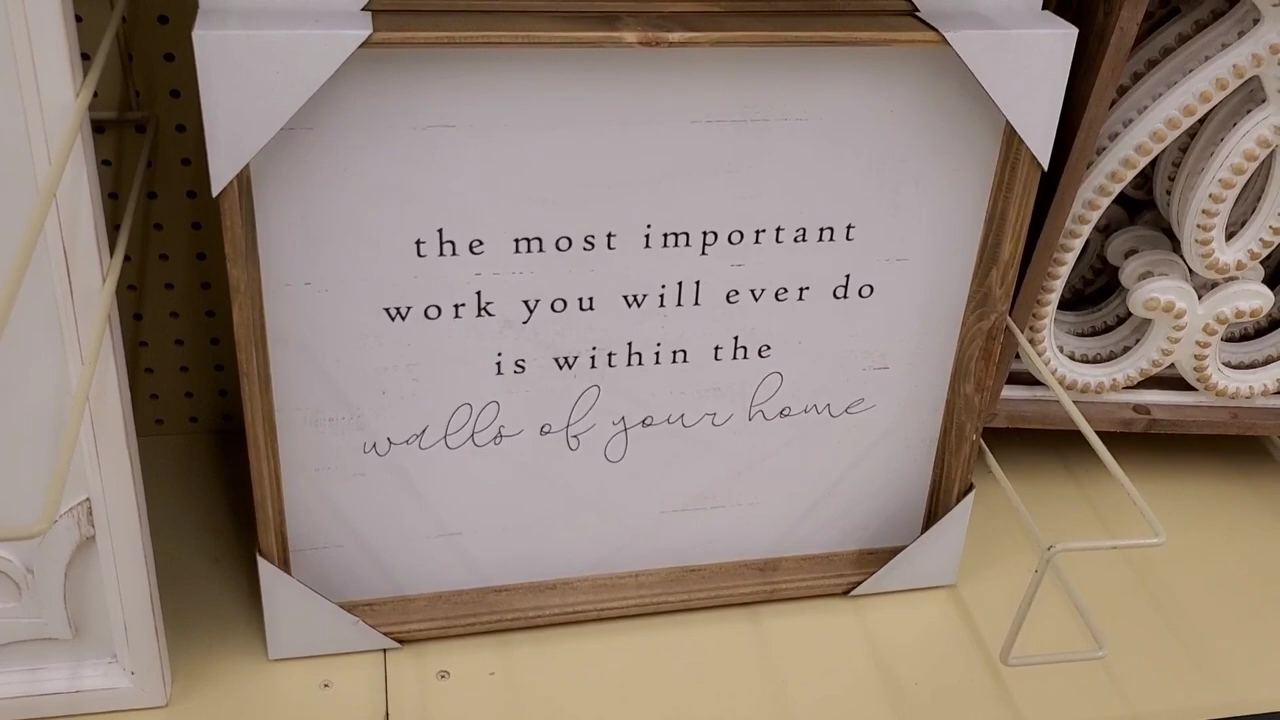 the most important
work you will ever do
is within the
walls of your home